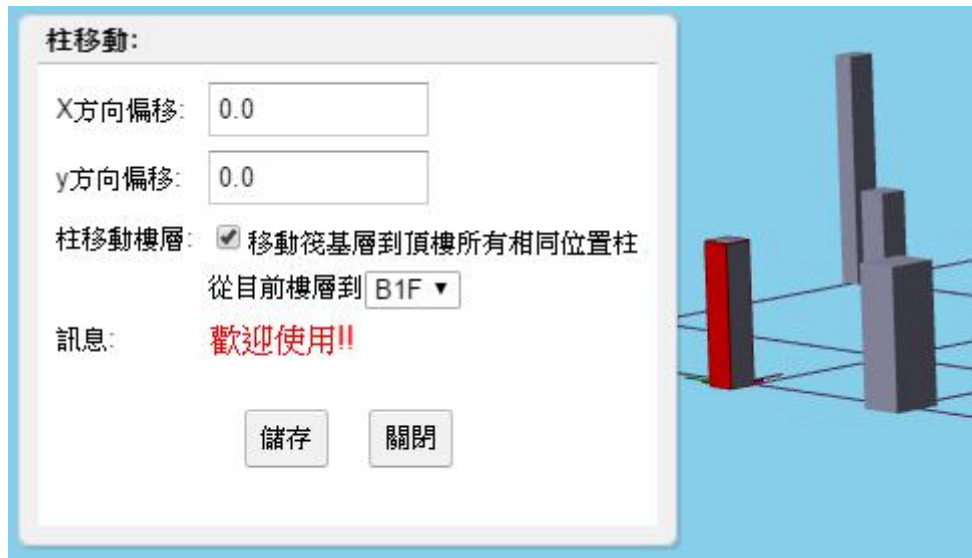 柱移動:
X方向偏移: 0.0
y方向偏移: 0.0
柱移動樓層: 移動筏基層到頂樓所有相同位置柱
從目前樓層到 B1F
訊息: 歡迎使用!!
儲存 關閉